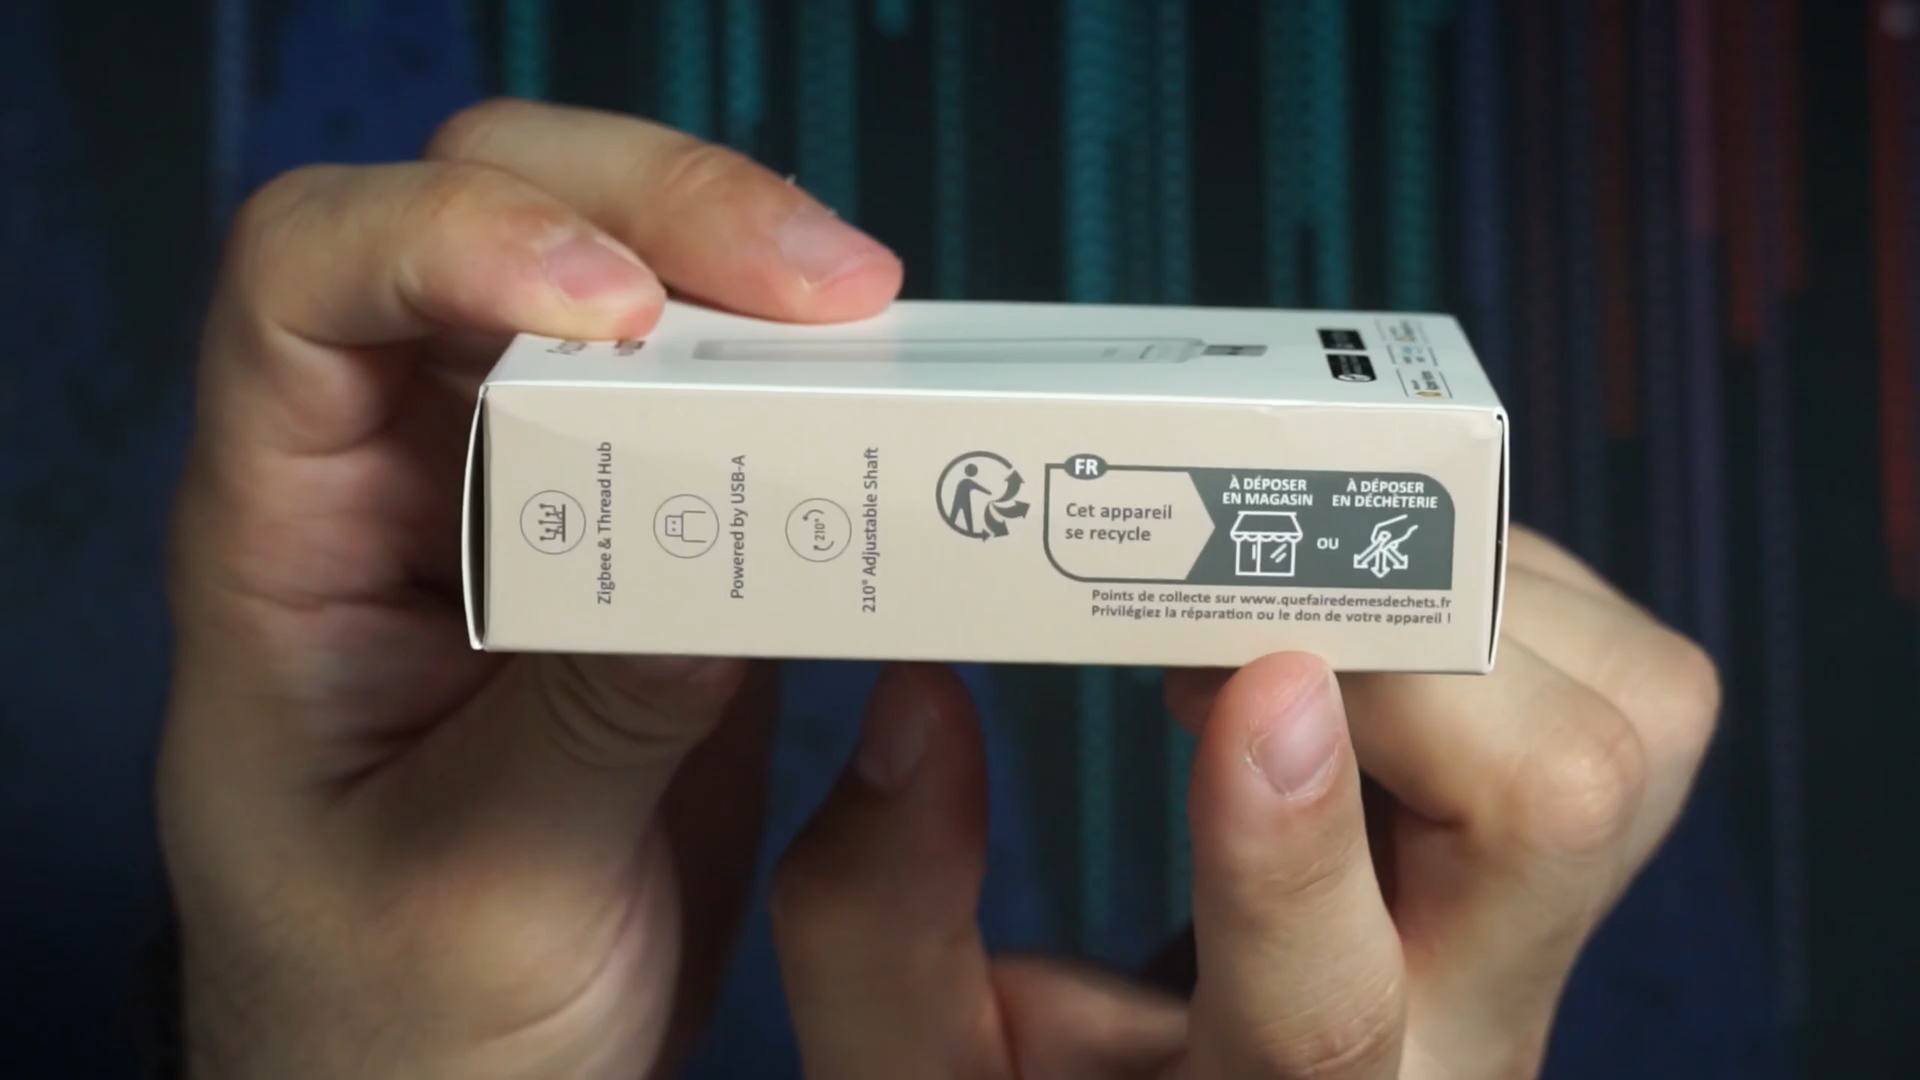 Zigbee & Thread Hub
Powered by USB-A
210°
210° Adjustable Shaft
FR
Cet appareil
se recycle
À DÉPOSER
EN MAGASIN
OU
À DÉPOSER
EN DÉCHÈTERIE
Points de collecte sur www.quefairedemesdechets.fr
Privilégiez la réparation ou le don de votre appareil !